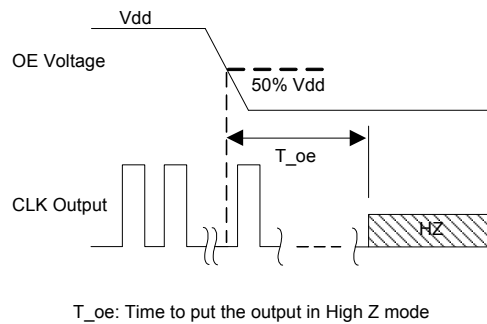 Vdd
OE Voltage
50% Vdd
T_oe
CLK Output
HZ
T_oe: Time to put the output in High Z mode